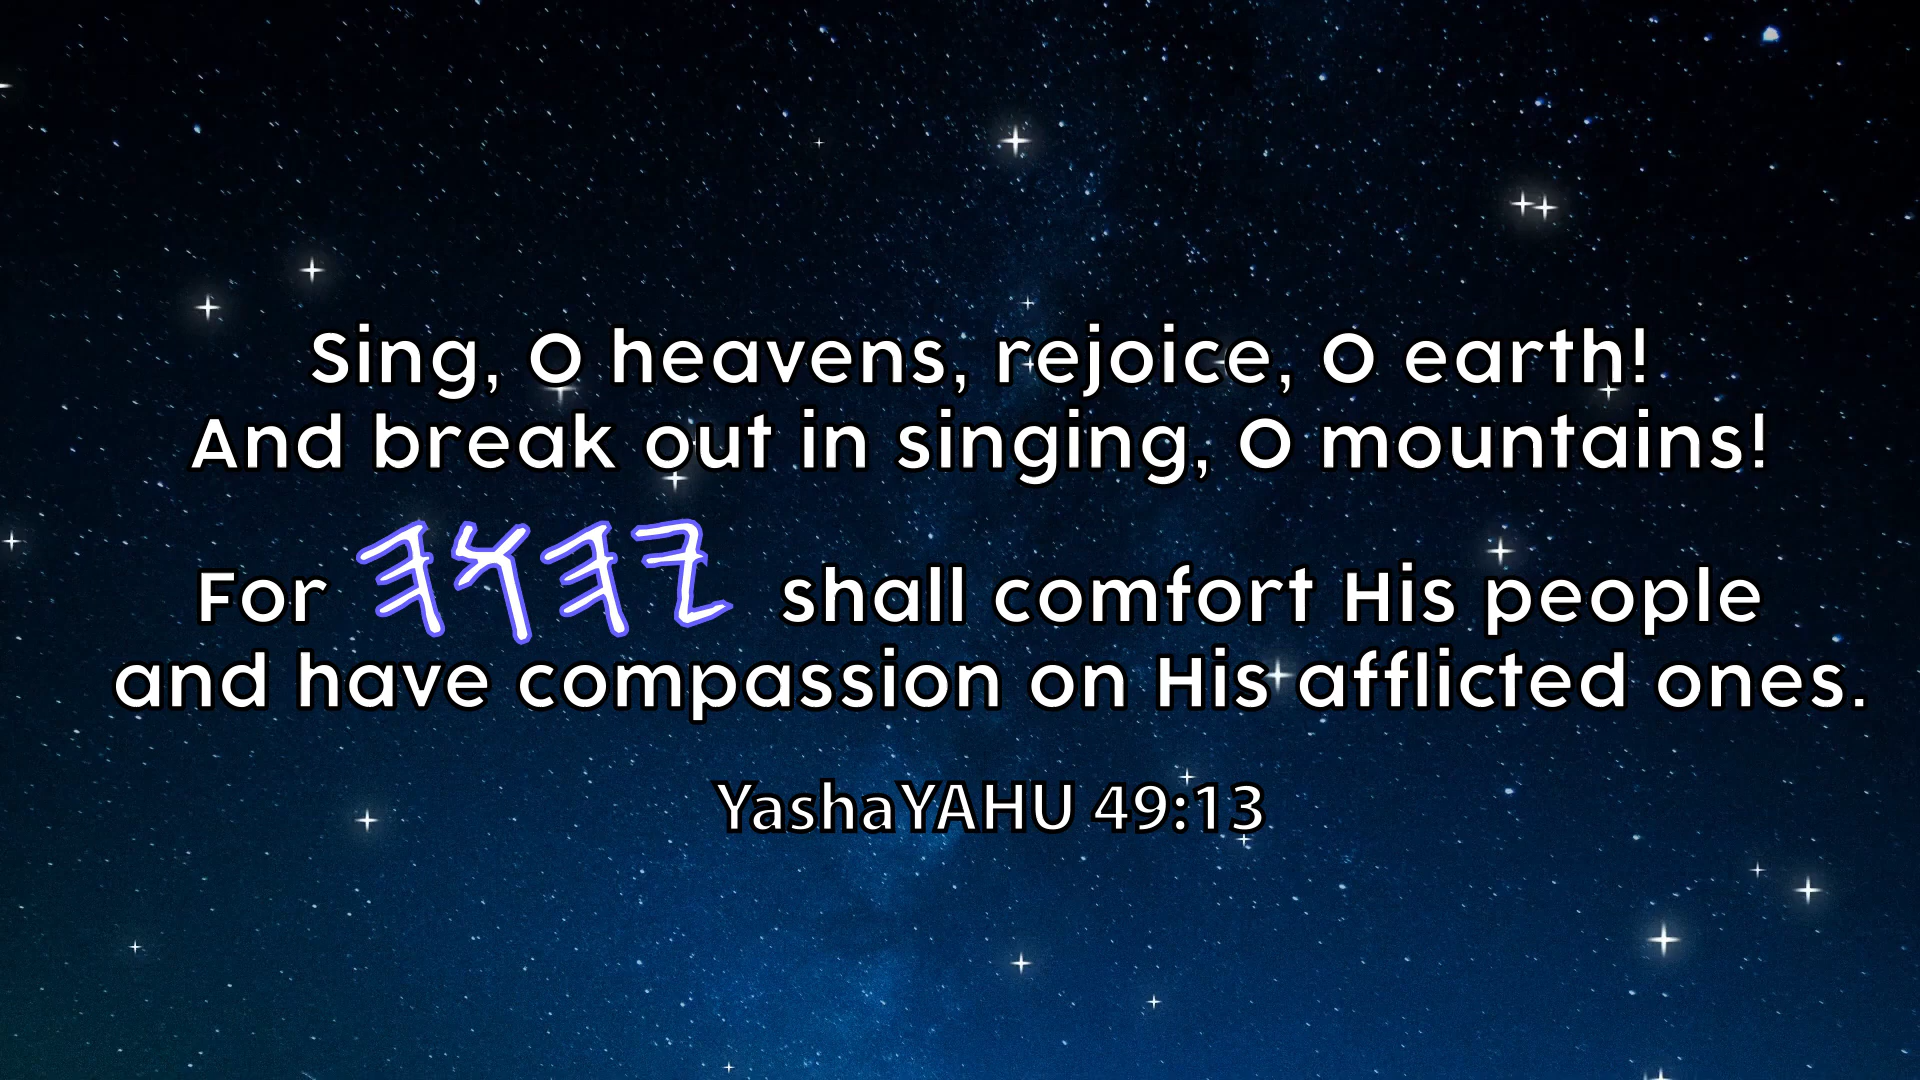 Sing, O heavens, rejoice, O earth!
And break out in singing, O mountains!
For 𐤉𐤄𐤅𐤄 shall comfort His people
and have compassion on His afflicted ones.
YashaYAHU 49:13